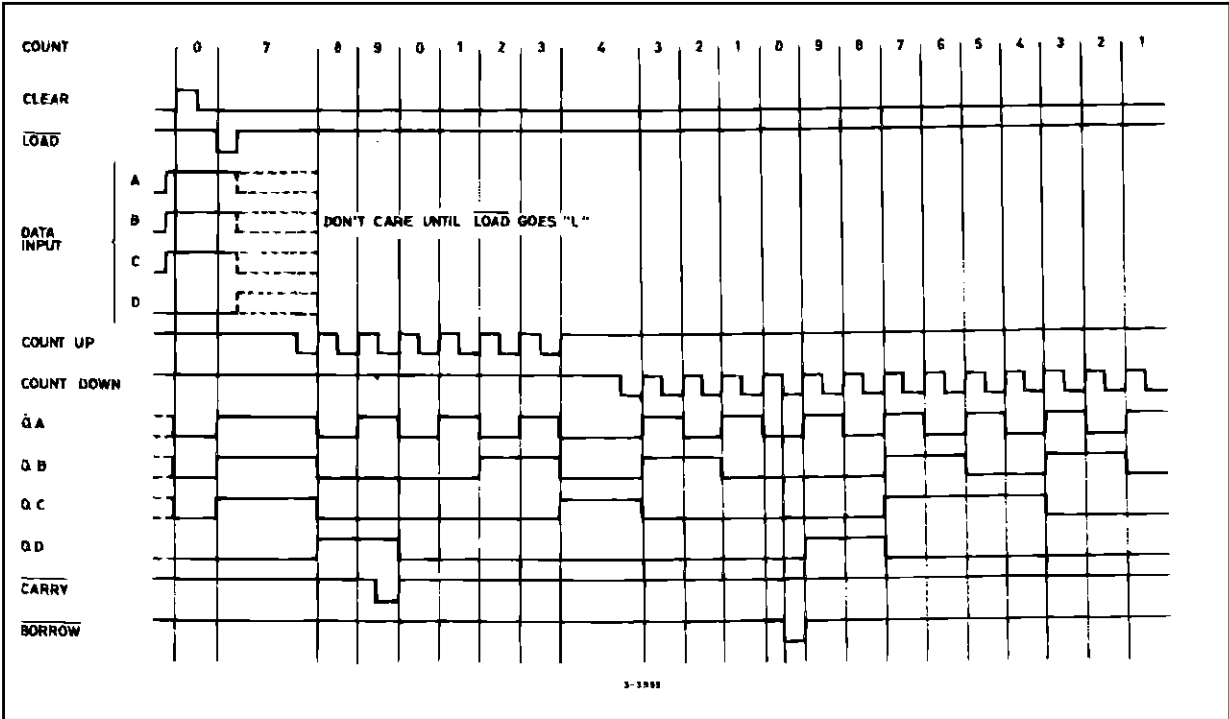 COUNT 0 7 8 9 0 1 2 3 4 3 2 1 0 9 8 7 6 5 4 3 2 1
CLEAR
LOAD
A
B
DON'T CARE UNTIL LOAD GOES "L"
DATA
INPUT
C
D
COUNT UP
COUNT DOWN
Q A
Q B
Q C
Q D
CARRY
BORROW